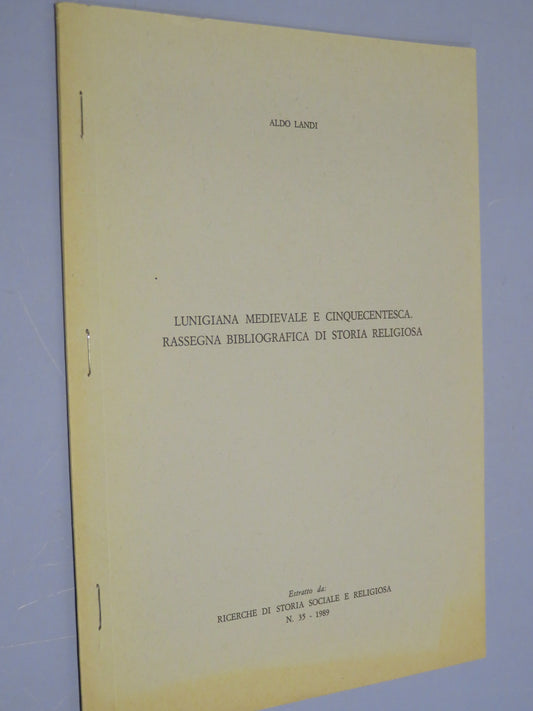 ALDO LANDI
LUNIGIANA MEDIEVALE E CINQUECENTESCA.
RASSEGNA BIBLIOGRAFICA DI STORIA RELIGIOSA
Estratto da:
RICERCHE DI STORIA SOCIALE E RELIGIOSA
N. 35 - 1989